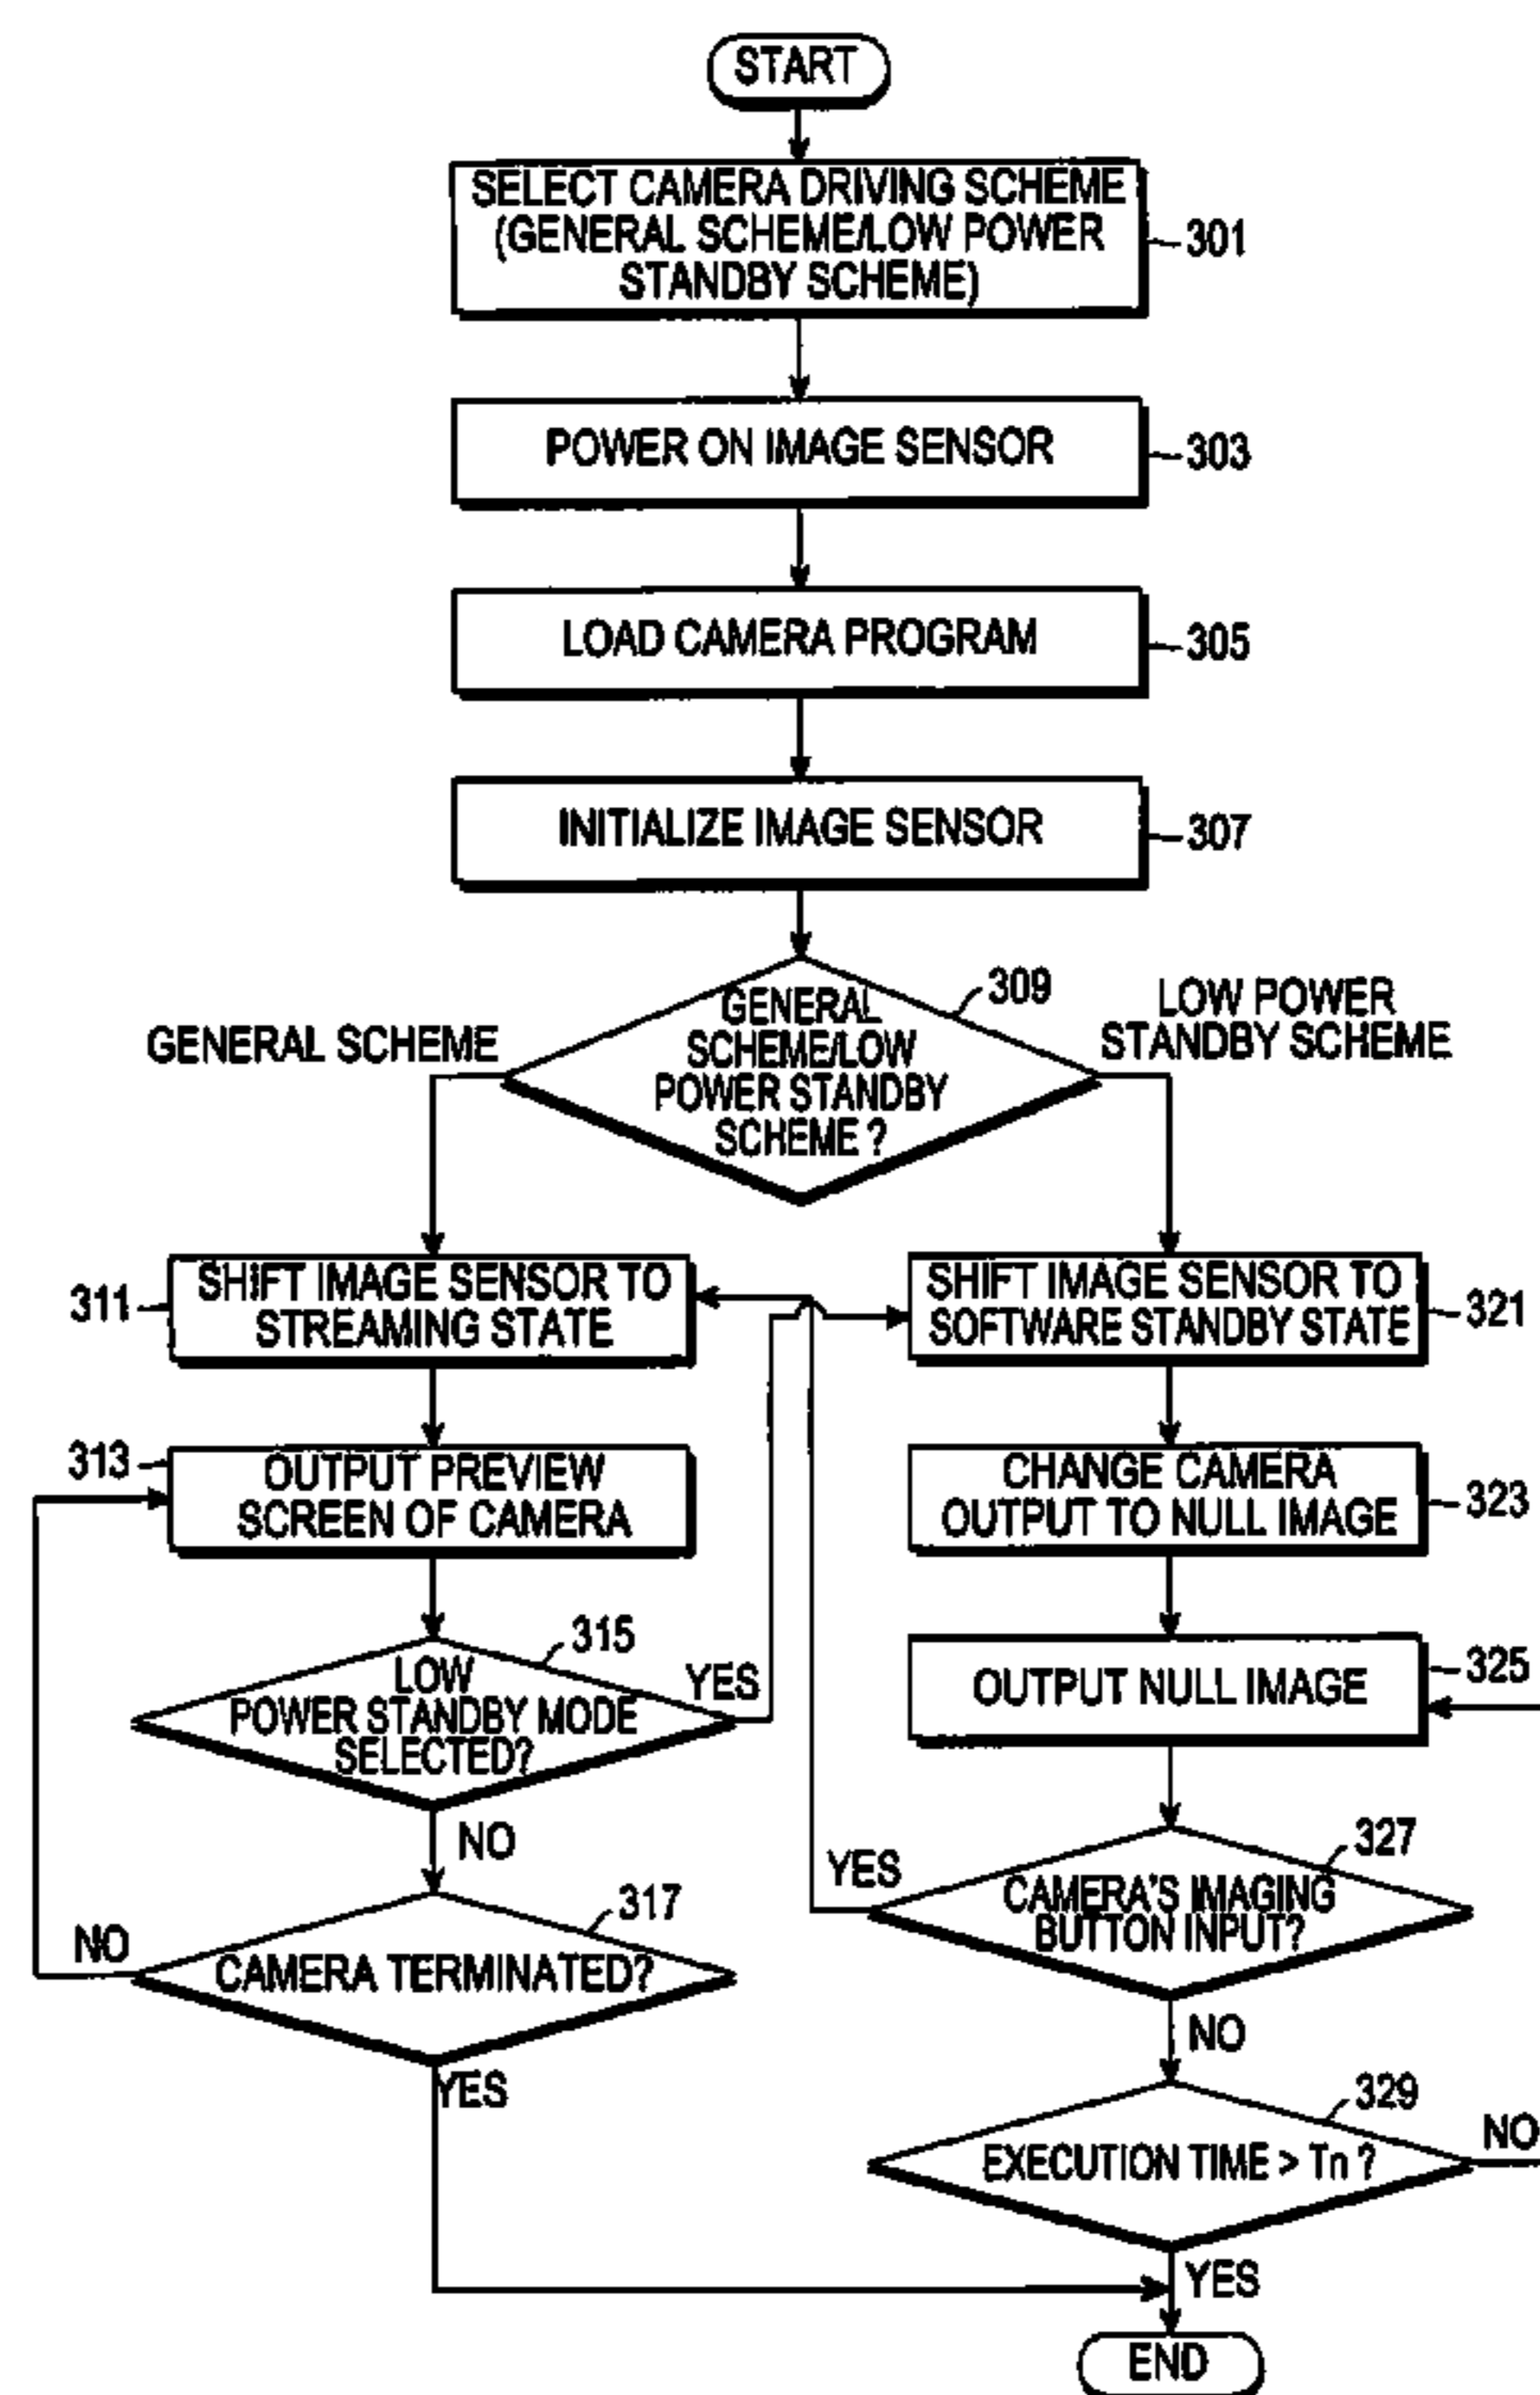 START
SELECT CAMERA DRIVING SCHEME
(GENERAL SCHEME/LOW POWER
STANDBY SCHEME)
301
POWER ON IMAGE SENSOR
303
LOAD CAMERA PROGRAM
305
INITIALIZE IMAGE SENSOR
307
GENERAL
SCHEME/LOW
POWER STANDBY
SCHEME ?
309
GENERAL SCHEME
LOW POWER
STANDBY SCHEME
311
SHIFT IMAGE SENSOR TO
STREAMING STATE
SHIFT IMAGE SENSOR TO
SOFTWARE STANDBY STATE
321
313
OUTPUT PREVIEW
SCREEN OF CAMERA
CHANGE CAMERA
OUTPUT TO NULL IMAGE
323
315
LOW
POWER STANDBY MODE
SELECTED?
YES
NO
OUTPUT NULL IMAGE
325
327
CAMERA'S IMAGING
BUTTON INPUT?
YES
NO
317
CAMERA TERMINATED?
NO
YES
329
EXECUTION TIME > Tn ?
NO
YES
END